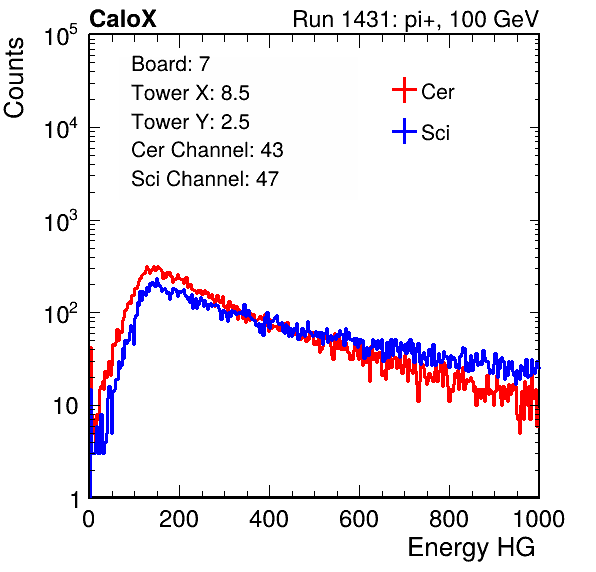 CaloX Run 1431: pi+, 100 GeV
Counts
10^5
10^4
10^3
10^2
10
1
Board: 7
Tower X: 8.5
Tower Y: 2.5
Cer Channel: 43
Sci Channel: 47
Cer
Sci
0 200 400 600 800 1000
Energy HG